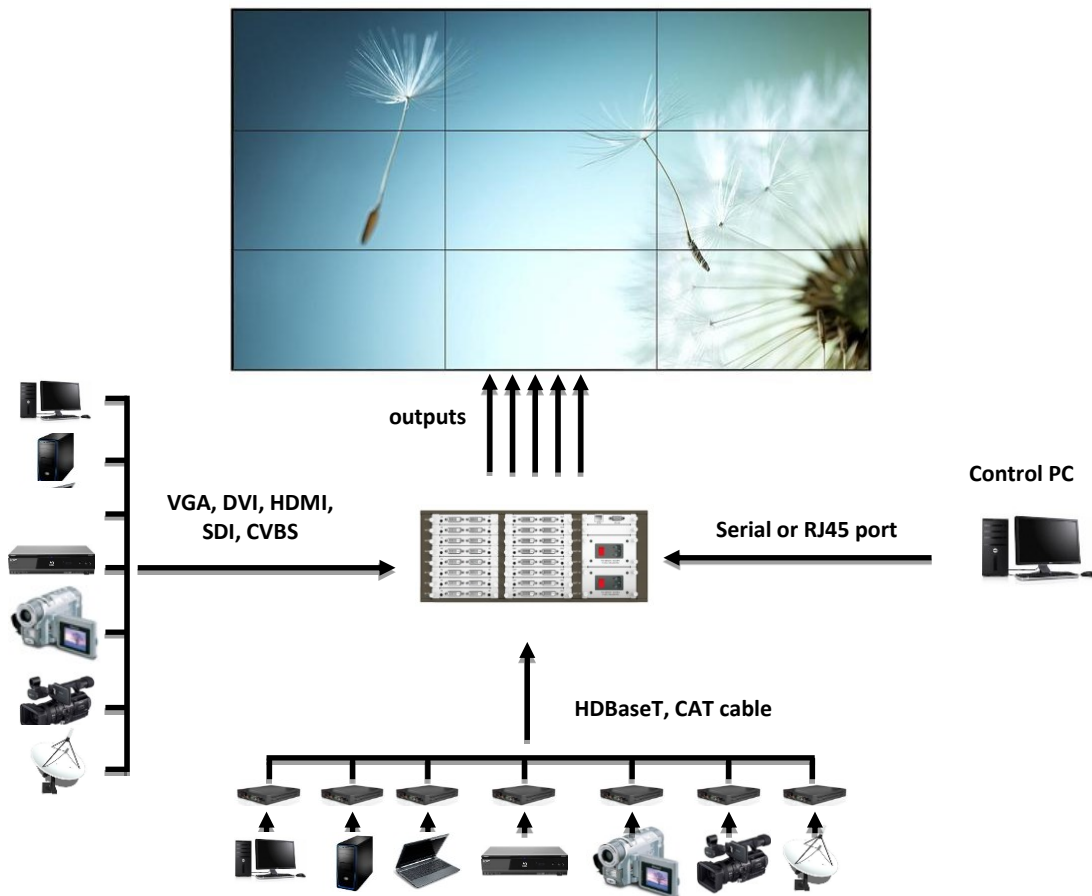 outputs
Control PC
VGA, DVI, HDMI,
SDI, CVBS
Serial or RJ45 port
HDBaseT, CAT cable